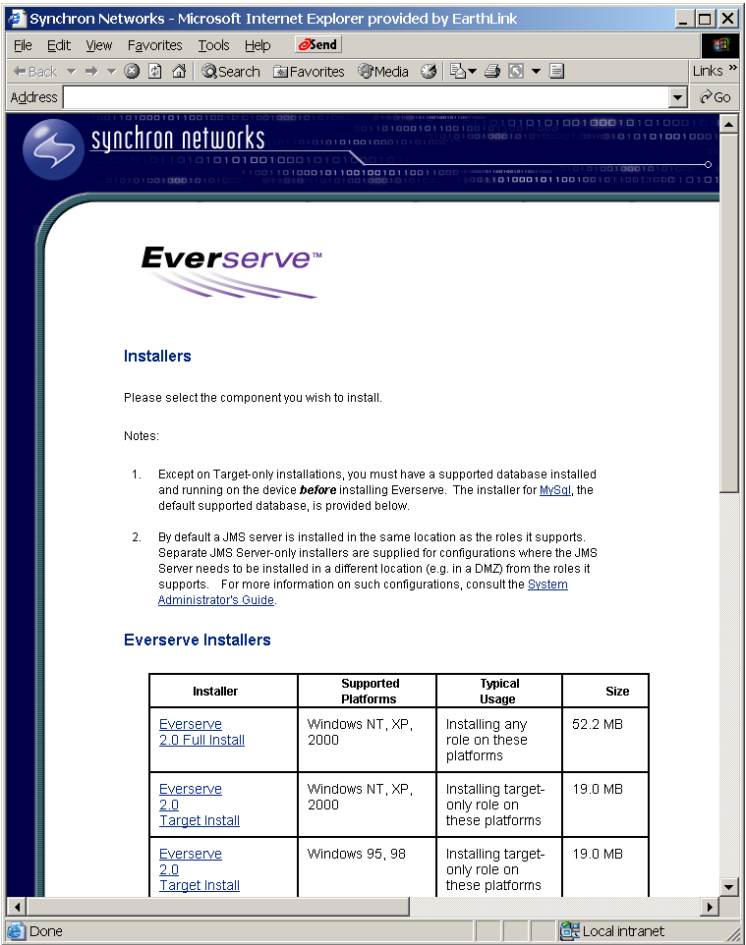 Synchron Networks - Microsoft Internet Explorer provided by EarthLink
File Edit View Favorites Tools Help Send
Back Search Favorites Media Links »
Address Go
synchron networks
Everserve™
Installers
Please select the component you wish to install.
Notes:
1. Except on Target-only installations, you must have a supported database installed
and running on the device before installing Everserve. The installer for MySql, the
default supported database, is provided below.
2. By default a JMS server is installed in the same location as the roles it supports.
Separate JMS Server-only installers are supplied for configurations where the JMS
Server needs to be installed in a different location (e.g. in a DMZ) from the roles it
supports. For more information on such configurations, consult the System
Administrator's Guide.
Everserve Installers
Installer Supported Platforms Typical Usage Size
Everserve 2.0 Full Install Windows NT, XP, 2000 Installing any role on these platforms 52.2 MB
Everserve 2.0 Target Install Windows NT, XP, 2000 Installing target-only role on these platforms 19.0 MB
Everserve 2.0 Target Install Windows 95, 98 Installing target-only role on these platforms 19.0 MB
Done Local intranet